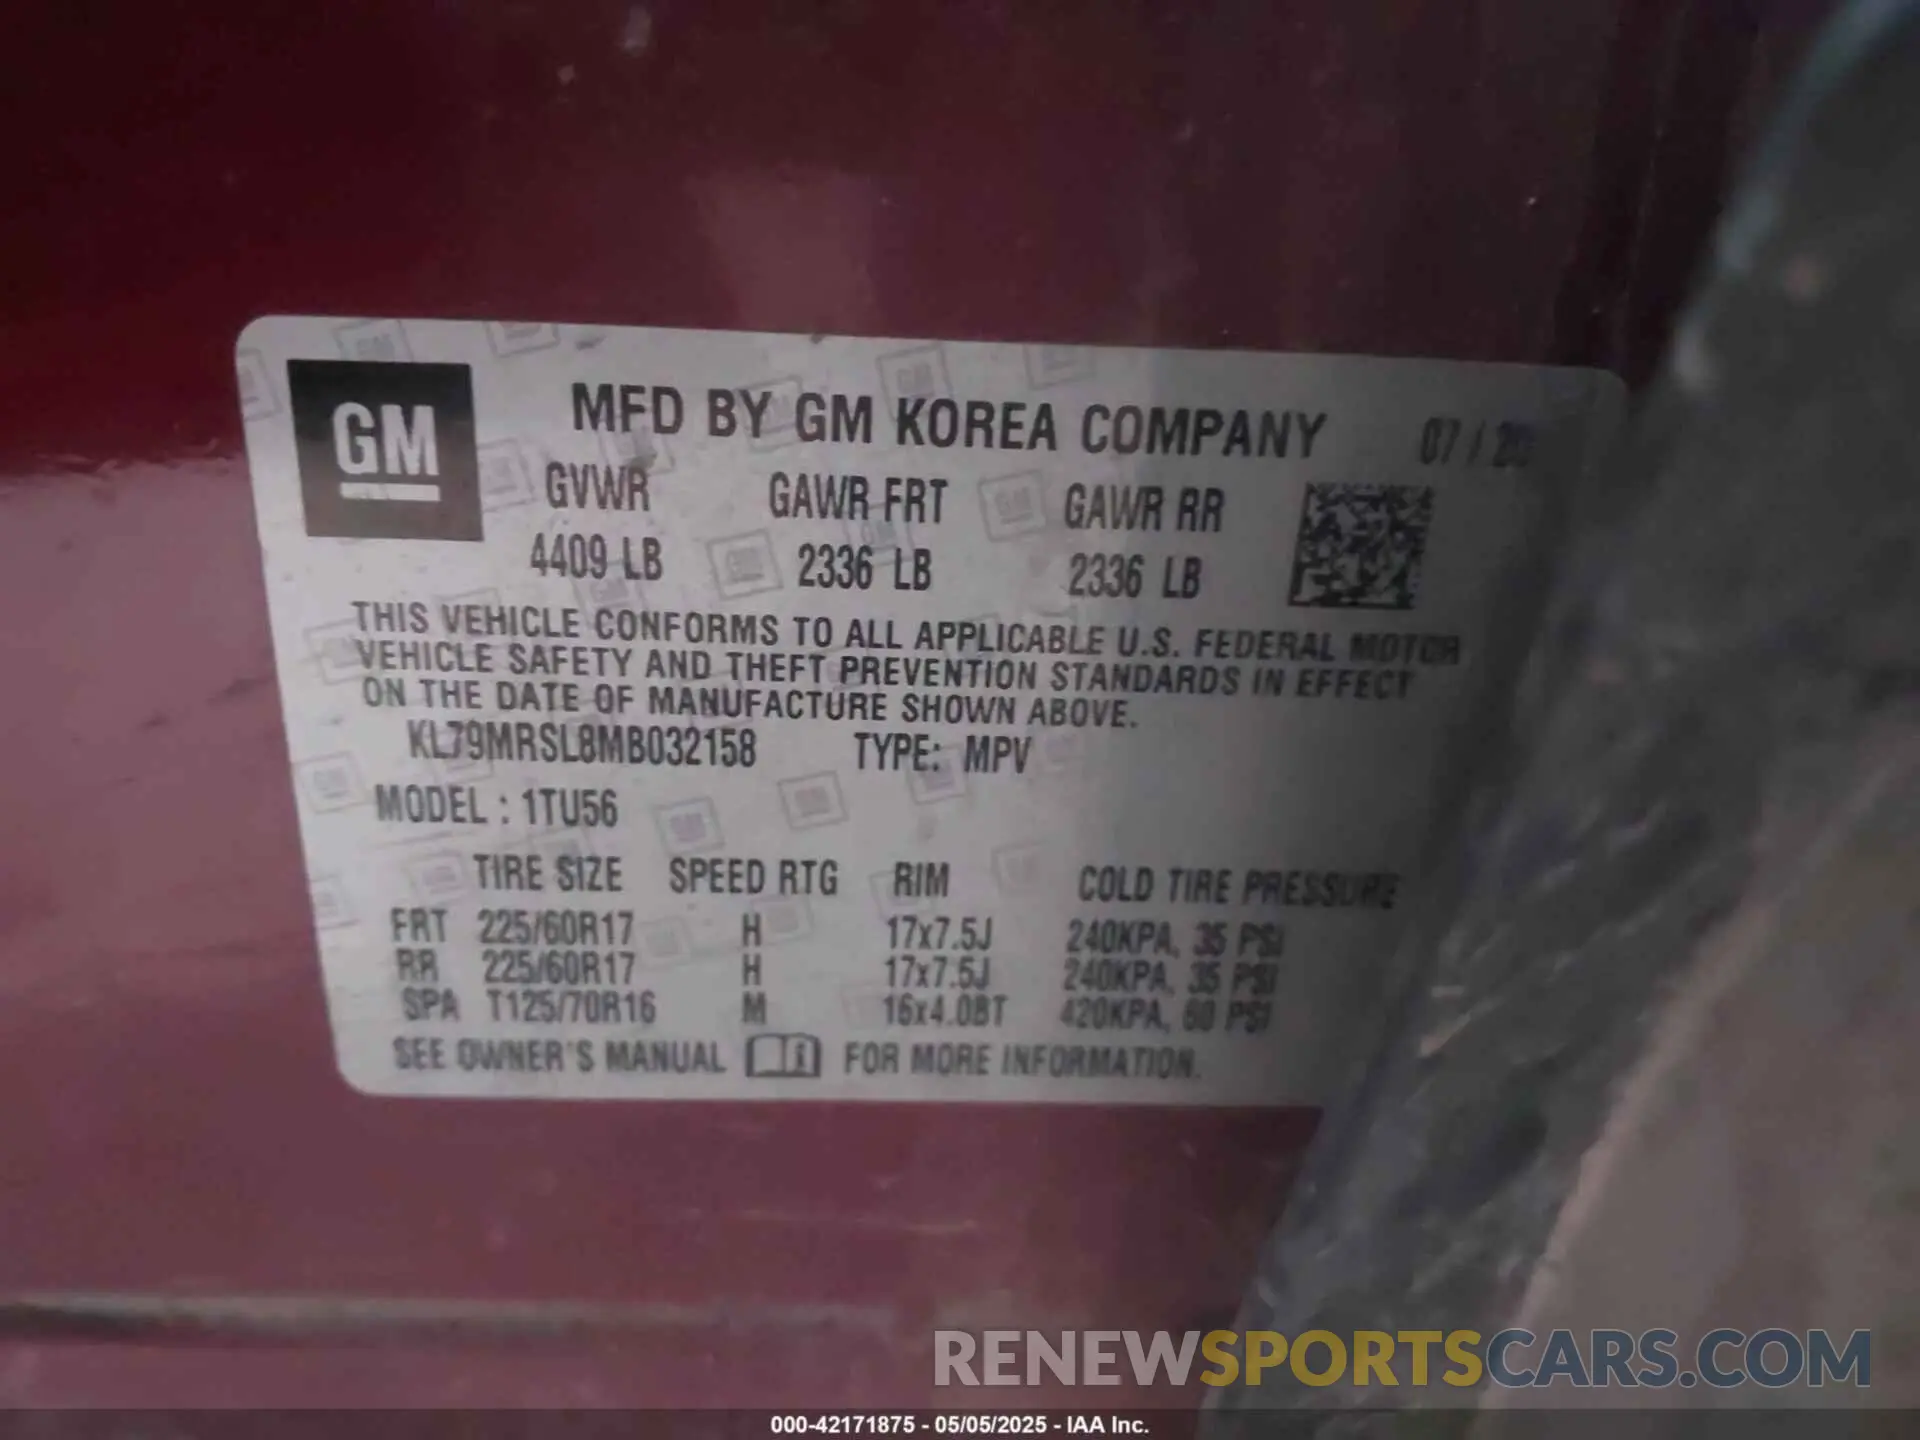 GM
MFD BY GM KOREA COMPANY 07 / 20
GVWR GAWR FRT GAWR RR
4409 LB 2336 LB 2336 LB
THIS VEHICLE CONFORMS TO ALL APPLICABLE U.S. FEDERAL MOTOR
VEHICLE SAFETY AND THEFT PREVENTION STANDARDS IN EFFECT
ON THE DATE OF MANUFACTURE SHOWN ABOVE.
KL79MRSL8MB032158 TYPE: MPV
MODEL : 1TU56
TIRE SIZE SPEED RTG RIM COLD TIRE PRESSURE
FRT 225/60R17 H 17x7.5J 240KPA, 35 PSI
RR 225/60R17 H 17x7.5J 240KPA, 35 PSI
SPA T125/70R16 M 16x4.0BT 420KPA, 60 PSI
SEE OWNER'S MANUAL FOR MORE INFORMATION.
RENEWSPORTSCARS.COM
000-42171875 - 05/05/2025 - IAA Inc.